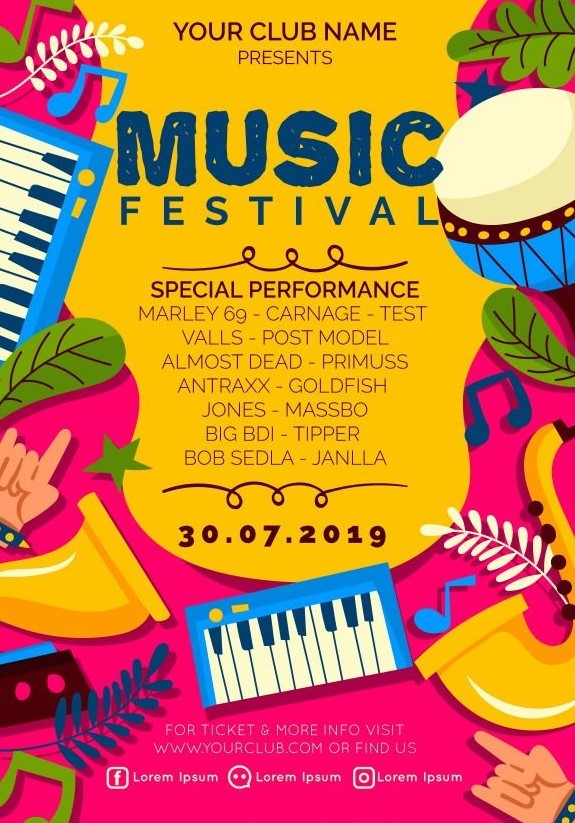 YOUR CLUB NAME
PRESENTS
MUSIC
FESTIVAL
SPECIAL PERFORMANCE
MARLEY 69 - CARNAGE - TEST
VALLS - POST MODEL
ALMOST DEAD - PRIMUSS
ANTRAXX - GOLDFISH
JONES - MASSBO
BIG BDI - TIPPER
BOB SEDLA - JANLLA
30.07.2019
FOR TICKET & MORE INFO VISIT
WWW.YOURCLUB.COM OR FIND US
Lorem Ipsum Lorem Ipsum Lorem Ipsum